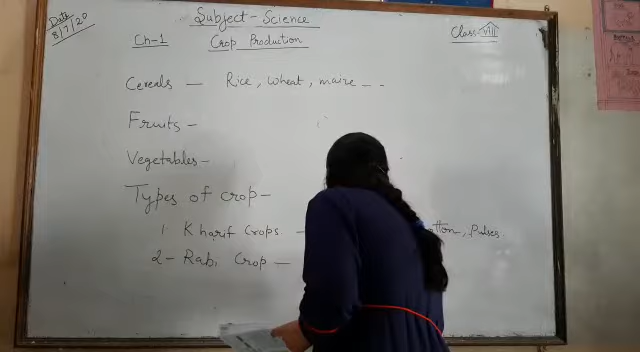 Date
8/7/20
Subject - Science
Class-VIII
Ch-1 Crop Production
Cereals — Rice, Wheat, maize - -
Fruits -
Vegetables -
Types of crop -
1. Kharif Crops — tton, Pulses.
2- Rabi Crop —